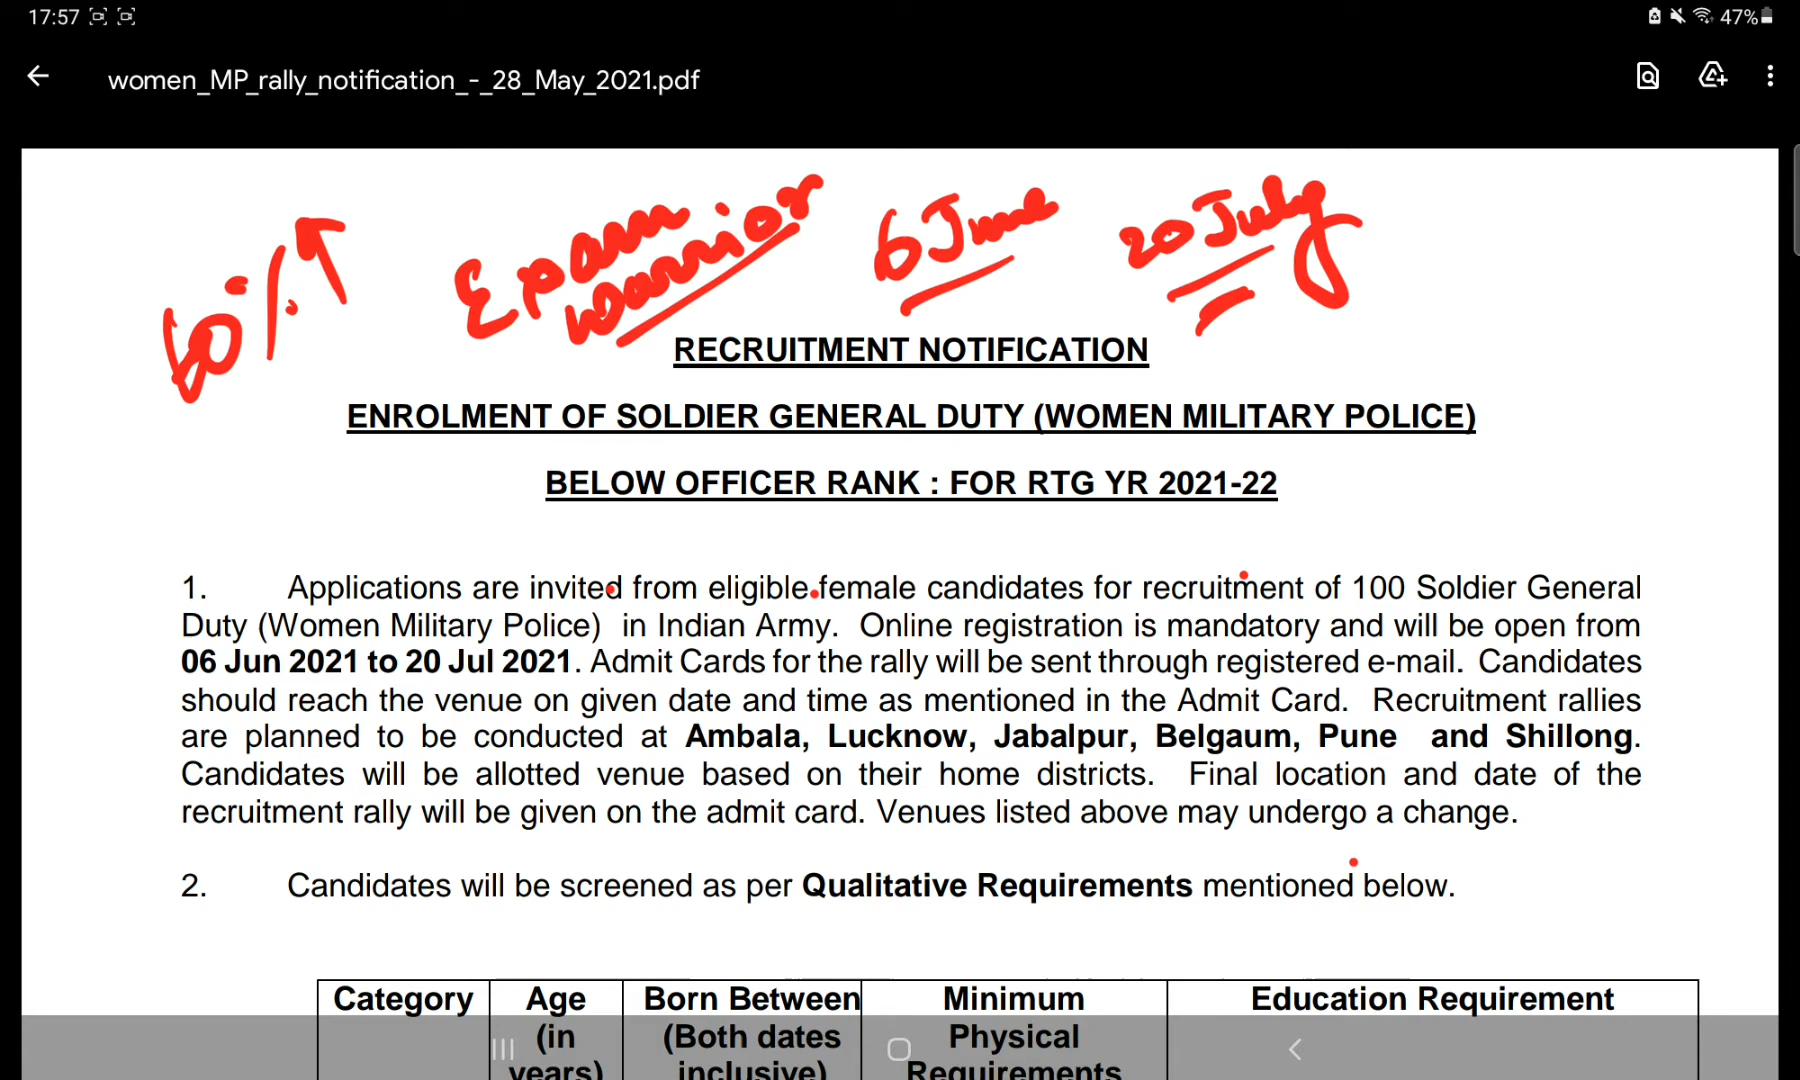 17:57
47%
women_MP_rally_notification_-_28_May_2021.pdf
Exam
warrior
6 June
20 July
RECRUITMENT NOTIFICATION
ENROLMENT OF SOLDIER GENERAL DUTY (WOMEN MILITARY POLICE)
BELOW OFFICER RANK : FOR RTG YR 2021-22
1. Applications are invited from eligible female candidates for recruitment of 100 Soldier General
Duty (Women Military Police) in Indian Army. Online registration is mandatory and will be open from
06 Jun 2021 to 20 Jul 2021. Admit Cards for the rally will be sent through registered e-mail. Candidates
should reach the venue on given date and time as mentioned in the Admit Card. Recruitment rallies
are planned to be conducted at Ambala, Lucknow, Jabalpur, Belgaum, Pune and Shillong.
Candidates will be allotted venue based on their home districts. Final location and date of the
recruitment rally will be given on the admit card. Venues listed above may undergo a change.
2. Candidates will be screened as per Qualitative Requirements mentioned below.
Category Age Born Between Minimum Education Requirement
(in (Both dates Physical
years) inclusive) Requirements